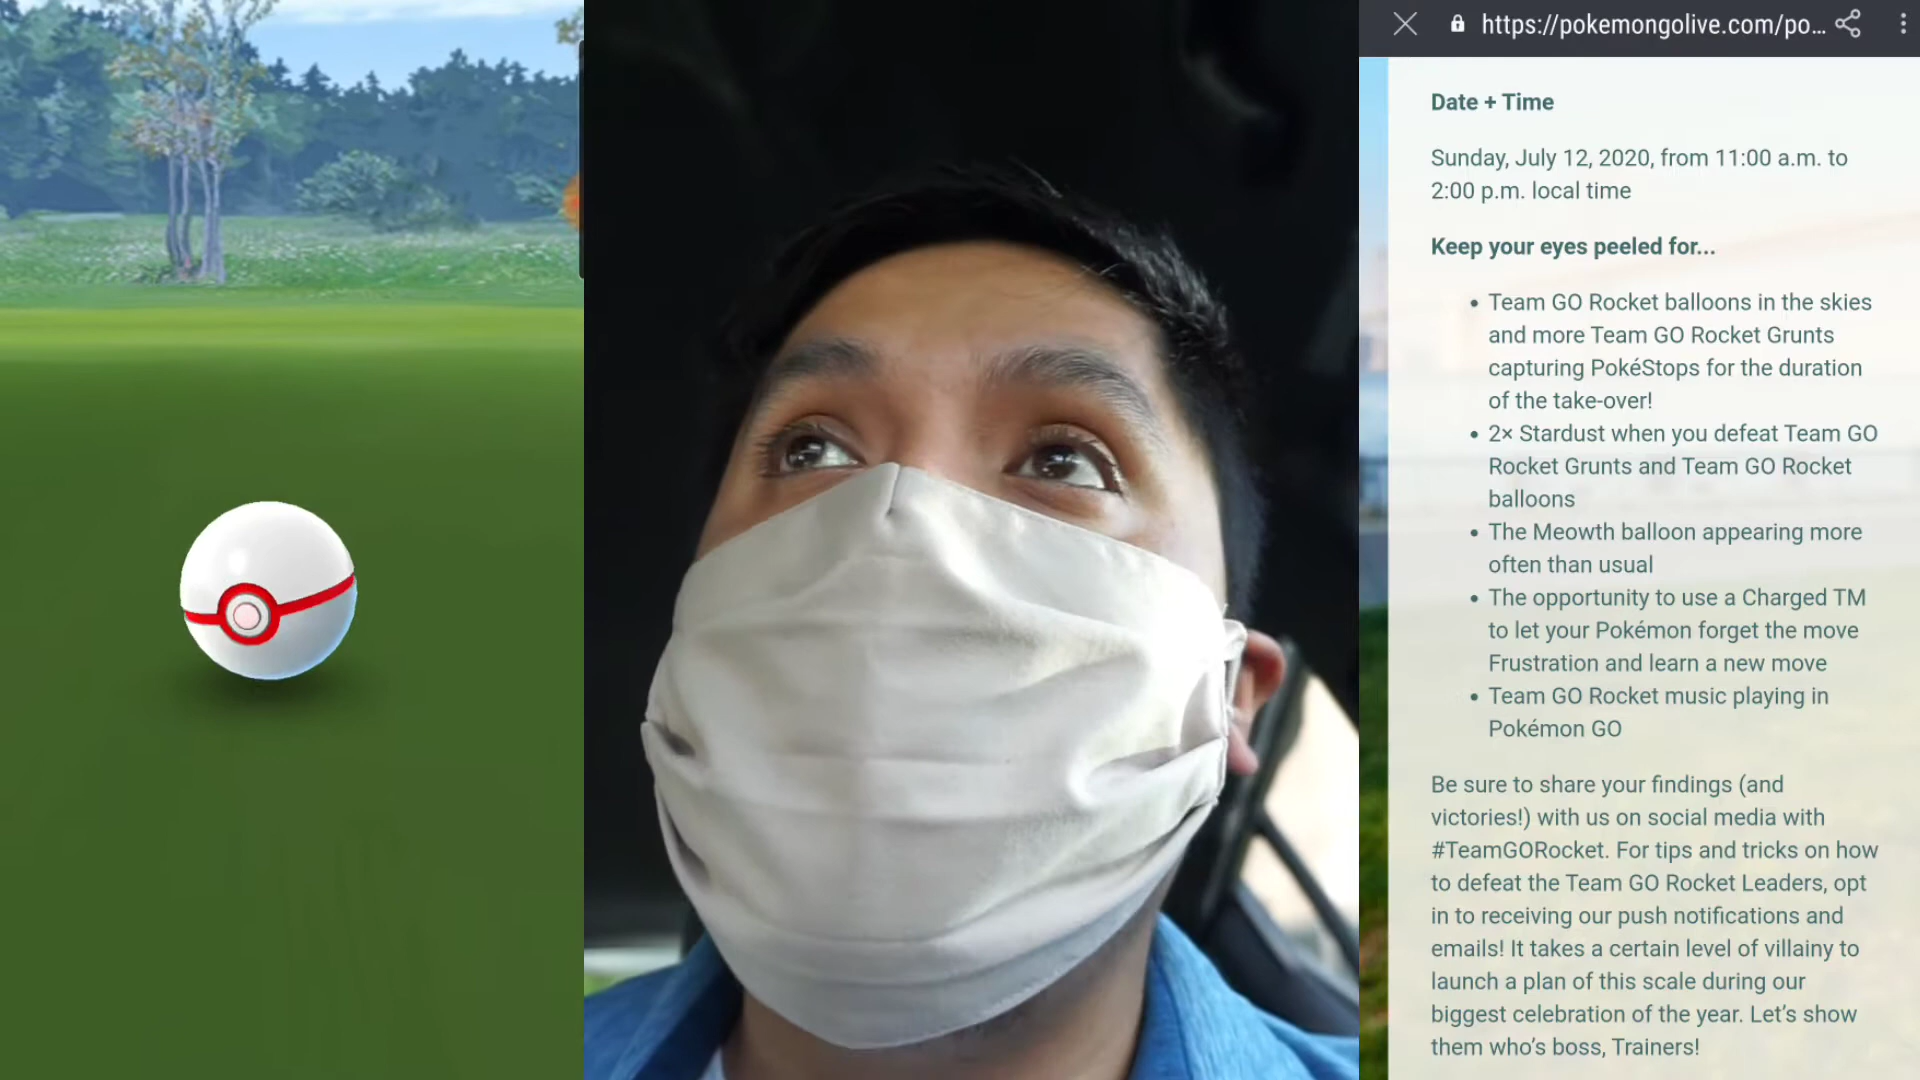 https://pokemongolive.com/po...
Date + Time
Sunday, July 12, 2020, from 11:00 a.m. to
2:00 p.m. local time
Keep your eyes peeled for...
• Team GO Rocket balloons in the skies
and more Team GO Rocket Grunts
capturing PokéStops for the duration
of the take-over!
• 2× Stardust when you defeat Team GO
Rocket Grunts and Team GO Rocket
balloons
• The Meowth balloon appearing more
often than usual
• The opportunity to use a Charged TM
to let your Pokémon forget the move
Frustration and learn a new move
• Team GO Rocket music playing in
Pokémon GO
Be sure to share your findings (and
victories!) with us on social media with
#TeamGORocket. For tips and tricks on how
to defeat the Team GO Rocket Leaders, opt
in to receiving our push notifications and
emails! It takes a certain level of villainy to
launch a plan of this scale during our
biggest celebration of the year. Let’s show
them who’s boss, Trainers!